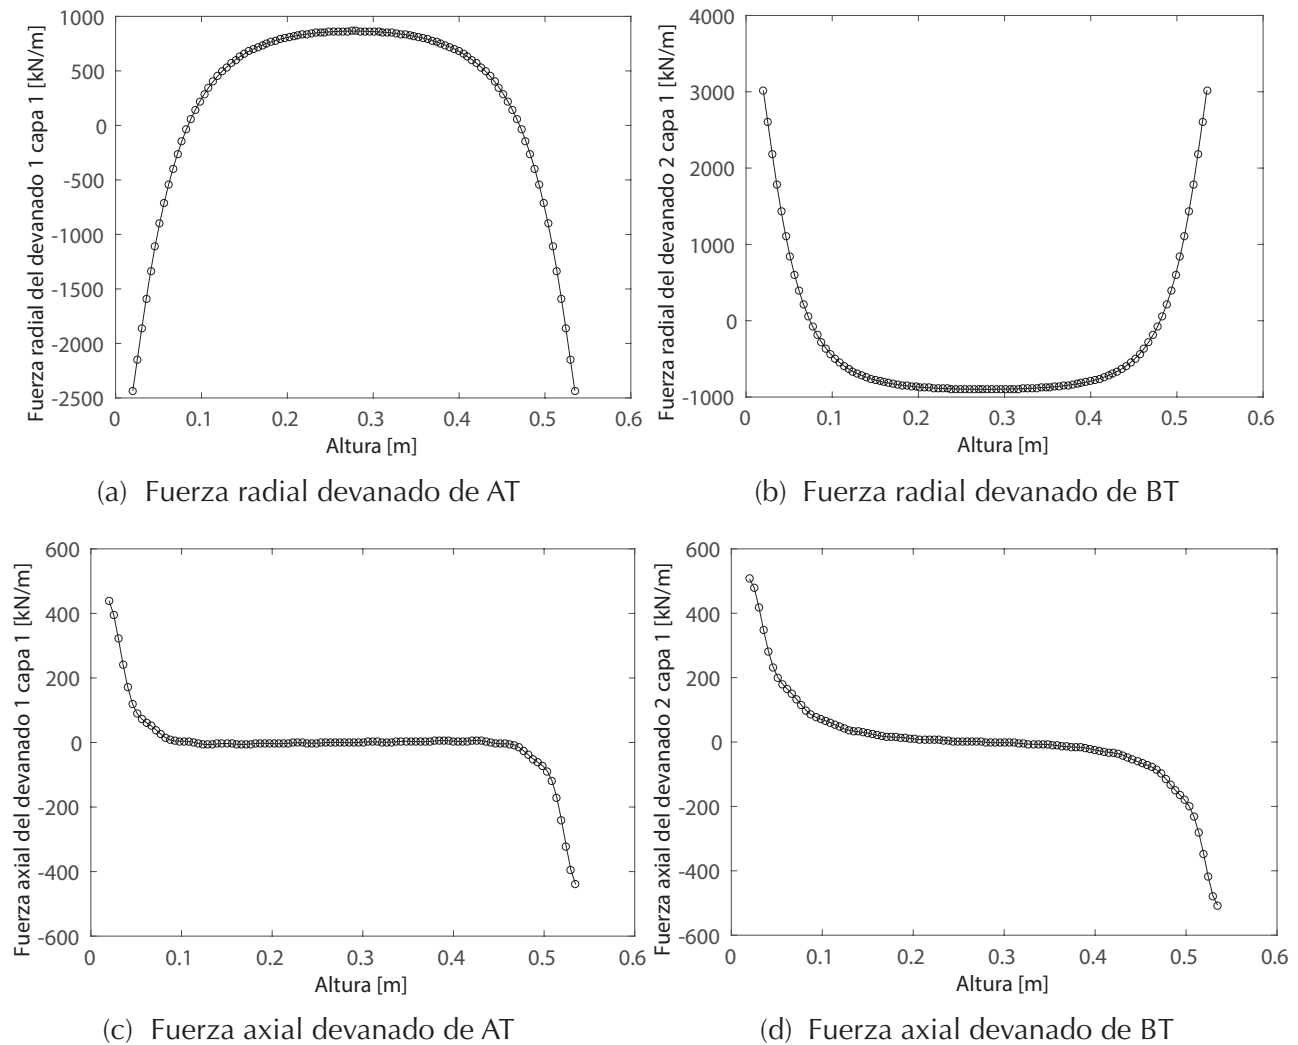 Fuerza radial del devanado 1 capa 1 [kN/m]
1000
500
0
-500
-1000
-1500
-2000
-2500
0 0.1 0.2 0.3 0.4 0.5 0.6
Altura [m]
(a) Fuerza radial devanado de AT
Fuerza radial del devanado 2 capa 1 [kN/m]
4000
3000
2000
1000
0
-1000
0 0.1 0.2 0.3 0.4 0.5 0.6
Altura [m]
(b) Fuerza radial devanado de BT
Fuerza axial del devanado 1 capa 1 [kN/m]
600
400
200
0
-200
-400
-600
0 0.1 0.2 0.3 0.4 0.5 0.6
Altura [m]
(c) Fuerza axial devanado de AT
Fuerza axial del devanado 2 capa 1 [kN/m]
600
400
200
0
-200
-400
-600
0 0.1 0.2 0.3 0.4 0.5 0.6
Altura [m]
(d) Fuerza axial devanado de BT